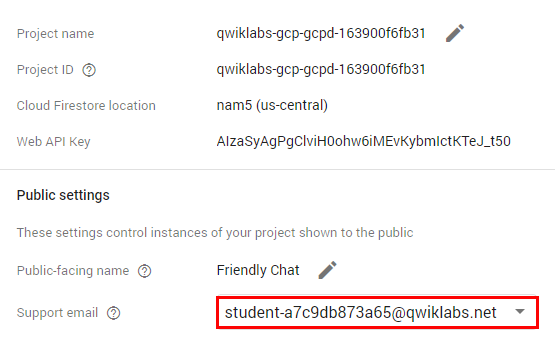 Project name qwiklabs-gcp-gcpd-163900f6fb31
Project ID qwiklabs-gcp-gcpd-163900f6fb31
Cloud Firestore location nam5 (us-central)
Web API Key AIzaSyAgPgClviH0ohw6iMEvKybmIctKTeJ_t50
Public settings
These settings control instances of your project shown to the public
Public-facing name Friendly Chat
Support email student-a7c9db873a65@qwiklabs.net